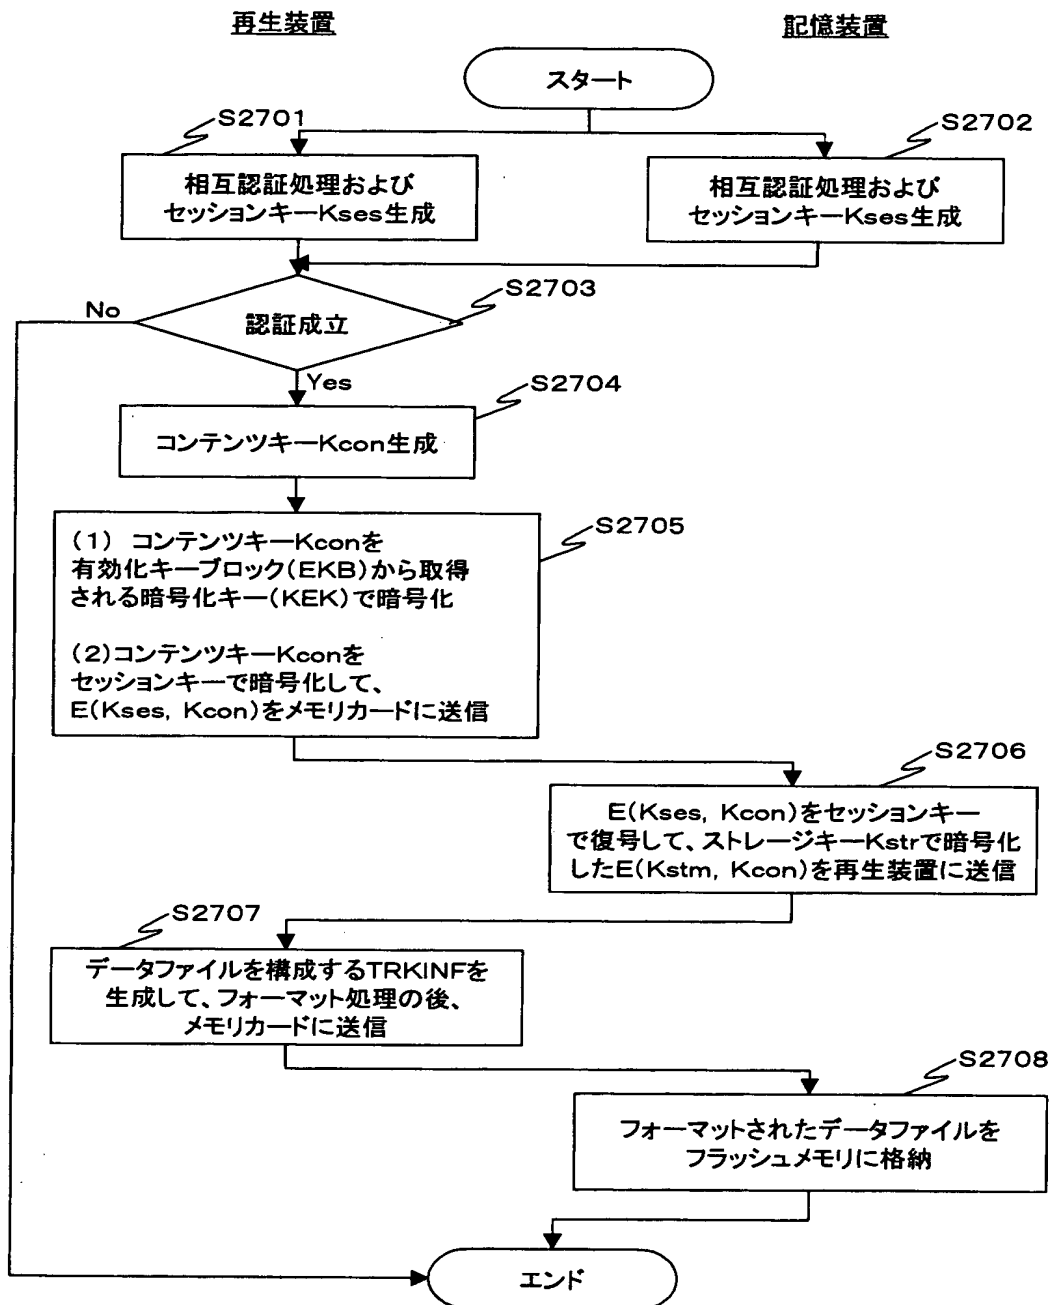 再生装置
記憶装置
スタート
S2701
S2702
相互認証処理および
セッションキーKses生成
相互認証処理および
セッションキーKses生成
S2703
No
認証成立
Yes
S2704
コンテンツキーKcon生成
S2705
(1) コンテンツキーKconを
有効化キーブロック(EKB)から取得
される暗号化キー(KEK)で暗号化
(2)コンテンツキーKconを
セッションキーで暗号化して、
E(Kses, Kcon)をメモリカードに送信
S2706
E(Kses, Kcon)をセッションキー
で復号して、ストレージキーKstrで暗号化
したE(Kstm, Kcon)を再生装置に送信
S2707
データファイルを構成するTRKINFを
生成して、フォーマット処理の後、
メモリカードに送信
S2708
フォーマットされたデータファイルを
フラッシュメモリに格納
エンド